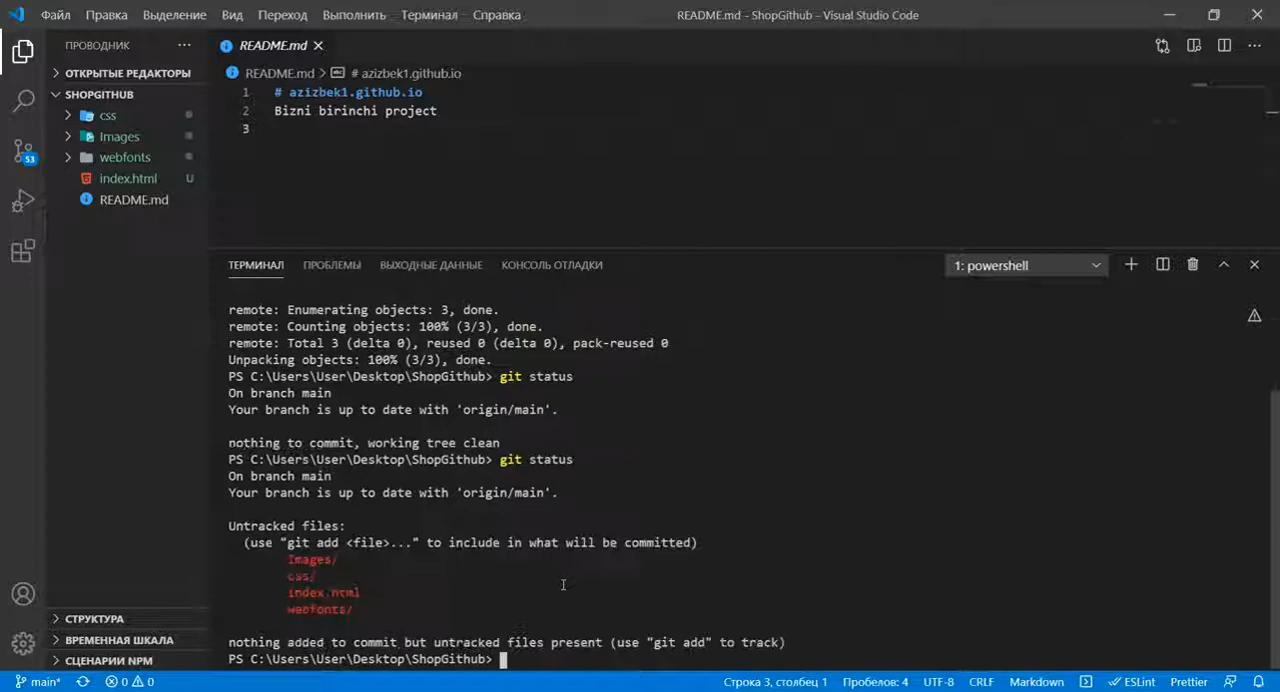 Файл Правка Выделение Вид Переход Выполнить Терминал Справка README.md - ShopGithub - Visual Studio Code
ПРОВОДНИК
ОТКРЫТЫЕ РЕДАКТОРЫ
SHOPGITHUB
css
Images
webfonts
index.html U
README.md
53
README.md
README.md > # azizbek1.github.io
1 # azizbek1.github.io
2 Bizni birinchi project
3
ТЕРМИНАЛ ПРОБЛЕМЫ ВЫХОДНЫЕ ДАННЫЕ КОНСОЛЬ ОТЛАДКИ 1: powershell
remote: Enumerating objects: 3, done.
remote: Counting objects: 100% (3/3), done.
remote: Total 3 (delta 0), reused 0 (delta 0), pack-reused 0
Unpacking objects: 100% (3/3), done.
PS C:\Users\User\Desktop\ShopGithub> git status
On branch main
Your branch is up to date with 'origin/main'.
nothing to commit, working tree clean
PS C:\Users\User\Desktop\ShopGithub> git status
On branch main
Your branch is up to date with 'origin/main'.
Untracked files:
(use "git add <file>..." to include in what will be committed)
Images/
css/
index.html
webfonts/
nothing added to commit but untracked files present (use "git add" to track)
PS C:\Users\User\Desktop\ShopGithub>
СТРУКТУРА
ВРЕМЕННАЯ ШКАЛА
СЦЕНАРИИ NPM
main* 0 0 Строка 3, столбец 1 Пробелов: 4 UTF-8 CRLF Markdown ESLint Prettier